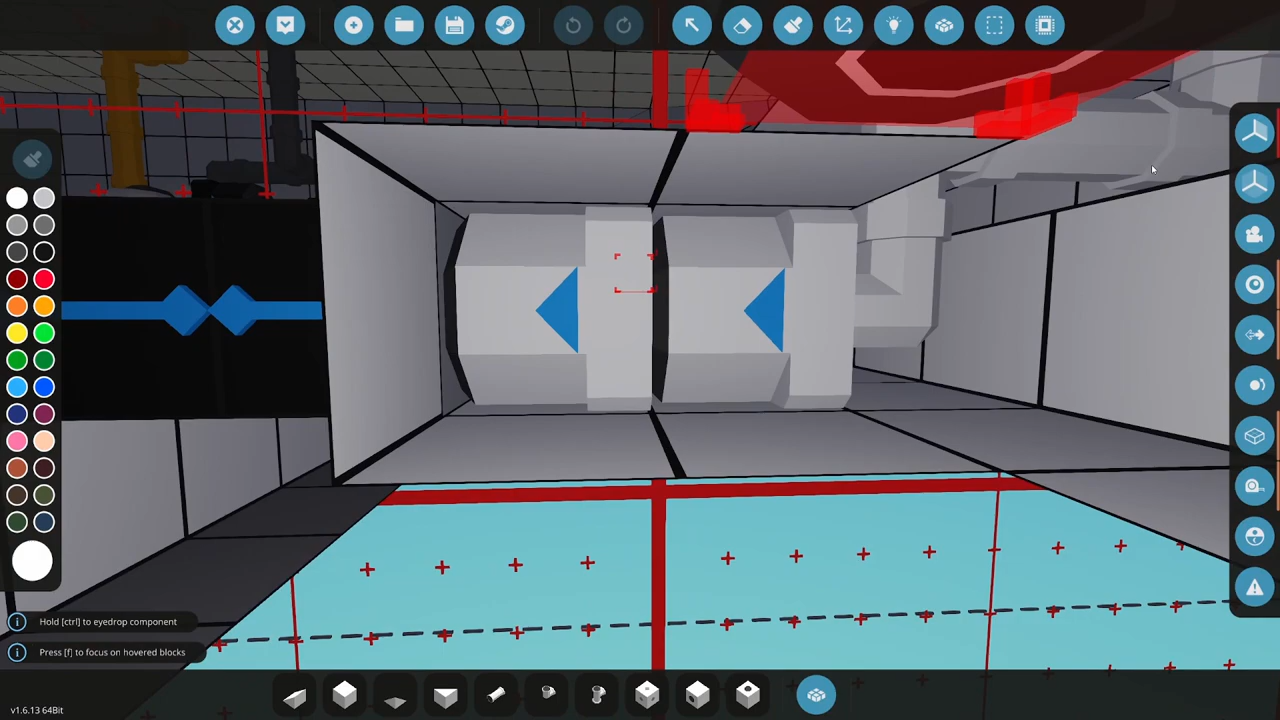 Hold [ctrl] to eyedrop component
Press [f] to focus on hovered blocks
v1.6.13 64Bit